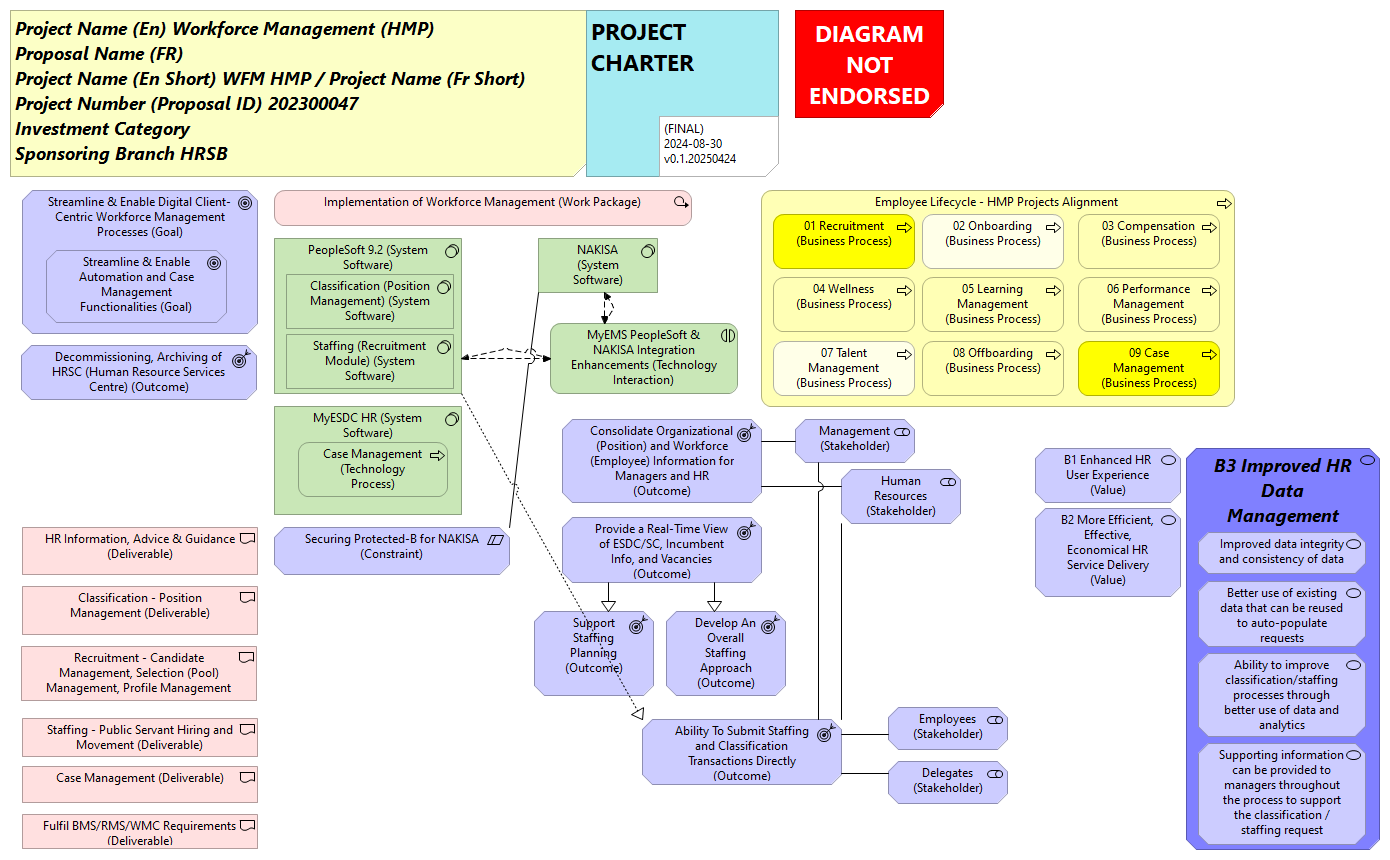 Project Name (En) Workforce Management (HMP)
Proposal Name (FR)
Project Name (En Short) WFM HMP / Project Name (Fr Short)
Project Number (Proposal ID) 202300047
Investment Category
Sponsoring Branch HRSB
PROJECT
CHARTER
(FINAL)
2024-08-30
v0.1.20250424
DIAGRAM
NOT
ENDORSED
Streamline & Enable Digital Client-
Centric Workforce Management
Processes (Goal)
Streamline & Enable
Automation and Case
Management
Functionalities (Goal)
Decommissioning, Archiving of
HRSC (Human Resource Services
Centre) (Outcome)
Implementation of Workforce Management (Work Package)
PeopleSoft 9.2 (System
Software)
Classification (Position
Management) (System
Software)
Staffing (Recruitment
Module) (System
Software)
NAKISA
(System
Software)
MyEMS PeopleSoft &
NAKISA Integration
Enhancements (Technology
Interaction)
MyESDC HR (System
Software)
Case Management
(Technology
Process)
Securing Protected-B for NAKISA
(Constraint)
Employee Lifecycle - HMP Projects Alignment
01 Recruitment
(Business Process)
02 Onboarding
(Business Process)
03 Compensation
(Business Process)
04 Wellness
(Business Process)
05 Learning
Management
(Business Process)
06 Performance
Management
(Business Process)
07 Talent
Management
(Business Process)
08 Offboarding
(Business Process)
09 Case
Management
(Business Process)
Consolidate Organizational
(Position) and Workforce
(Employee) Information for
Managers and HR
(Outcome)
Management
(Stakeholder)
Human
Resources
(Stakeholder)
Provide a Real-Time View
of ESDC/SC, Incumbent
Info, and Vacancies
(Outcome)
Support
Staffing
Planning
(Outcome)
Develop An
Overall
Staffing
Approach
(Outcome)
Ability To Submit Staffing
and Classification
Transactions Directly
(Outcome)
Employees
(Stakeholder)
Delegates
(Stakeholder)
HR Information, Advice & Guidance
(Deliverable)
Classification - Position
Management (Deliverable)
Recruitment - Candidate
Management, Selection (Pool)
Management, Profile Management
Staffing - Public Servant Hiring and
Movement (Deliverable)
Case Management (Deliverable)
Fulfil BMS/RMS/WMC Requirements
(Deliverable)
B1 Enhanced HR
User Experience
(Value)
B2 More Efficient,
Effective,
Economical HR
Service Delivery
(Value)
B3 Improved HR
Data
Management
Improved data integrity
and consistency of data
Better use of existing
data that can be reused
to auto-populate
requests
Ability to improve
classification/staffing
processes through
better use of data and
analytics
Supporting information
can be provided to
managers throughout
the process to support
the classification /
staffing request